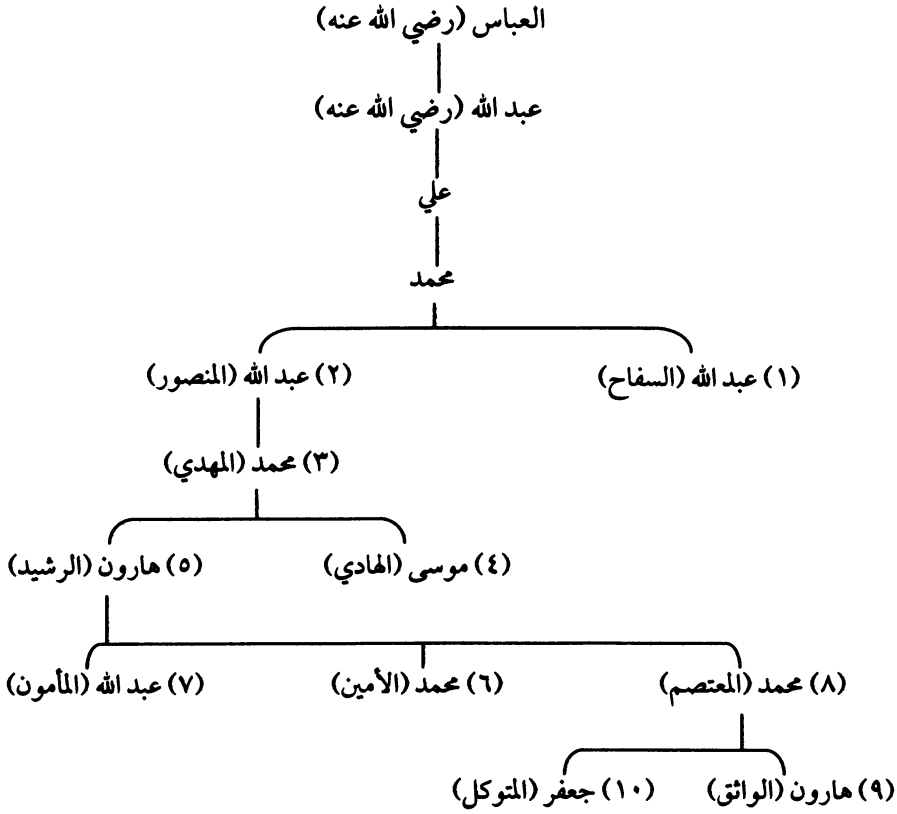 العباس (رضي الله عنه)
عبد الله (رضي الله عنه)
علي
محمد
(١) عبد الله (السفاح) (٢) عبد الله (المنصور)
(٣) محمد (المهدي)
(٤) موسى (الهادي) (٥) هارون (الرشيد)
(٨) محمد (المعتصم) (٦) محمد (الأمين) (٧) عبد الله (المأمون)
(٩) هارون (الواثق) (١٠) جعفر (المتوكل)